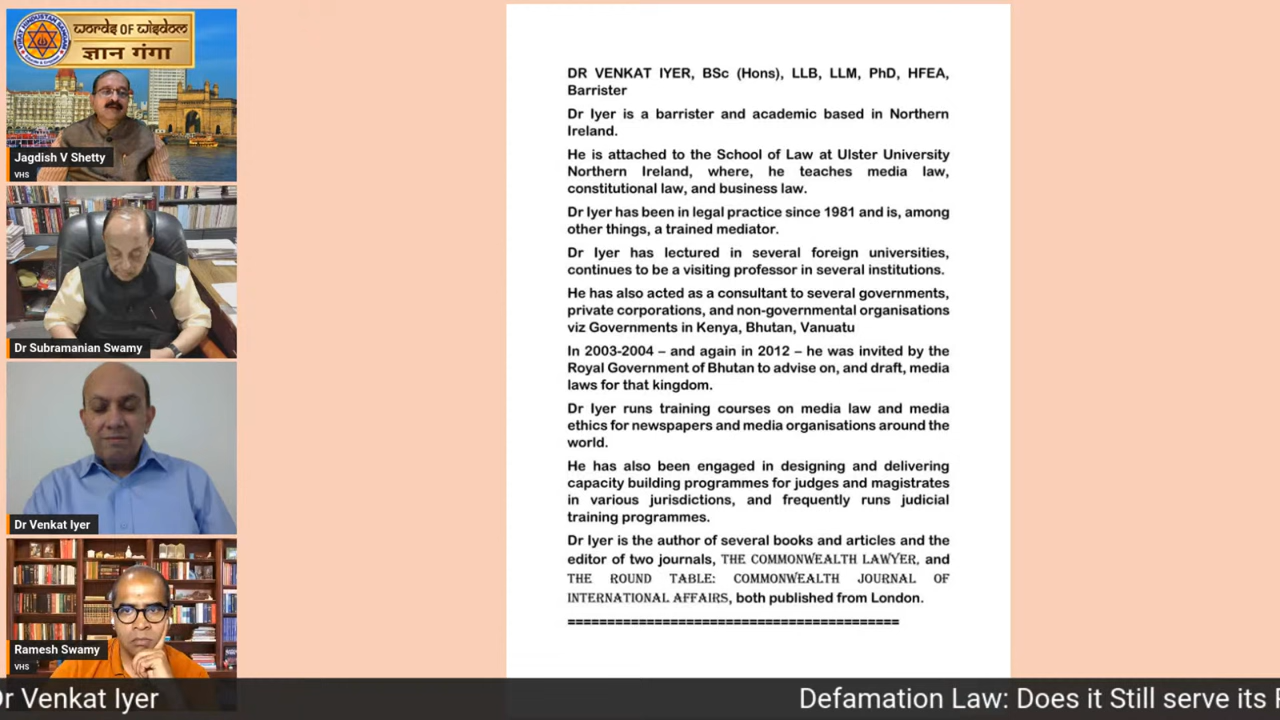 WORDS OF WISDOM
ज्ञान गंगा
VIRAT HINDUSTAN SANGAM
Jagdish V Shetty
VHS
Dr Subramanian Swamy
Dr Venkat Iyer
Ramesh Swamy
VHS
DR VENKAT IYER, BSc (Hons), LLB, LLM, PhD, HFEA,
Barrister
Dr Iyer is a barrister and academic based in Northern
Ireland.
He is attached to the School of Law at Ulster University
Northern Ireland, where, he teaches media law,
constitutional law, and business law.
Dr Iyer has been in legal practice since 1981 and is, among
other things, a trained mediator.
Dr Iyer has lectured in several foreign universities,
continues to be a visiting professor in several institutions.
He has also acted as a consultant to several governments,
private corporations, and non-governmental organisations
viz Governments in Kenya, Bhutan, Vanuatu
In 2003-2004 – and again in 2012 – he was invited by the
Royal Government of Bhutan to advise on, and draft, media
laws for that kingdom.
Dr Iyer runs training courses on media law and media
ethics for newspapers and media organisations around the
world.
He has also been engaged in designing and delivering
capacity building programmes for judges and magistrates
in various jurisdictions, and frequently runs judicial
training programmes.
Dr Iyer is the author of several books and articles and the
editor of two journals, THE COMMONWEALTH LAWYER, and
THE ROUND TABLE: COMMONWEALTH JOURNAL OF
INTERNATIONAL AFFAIRS, both published from London.
==========================================
Dr Venkat Iyer
Defamation Law: Does it Still serve its